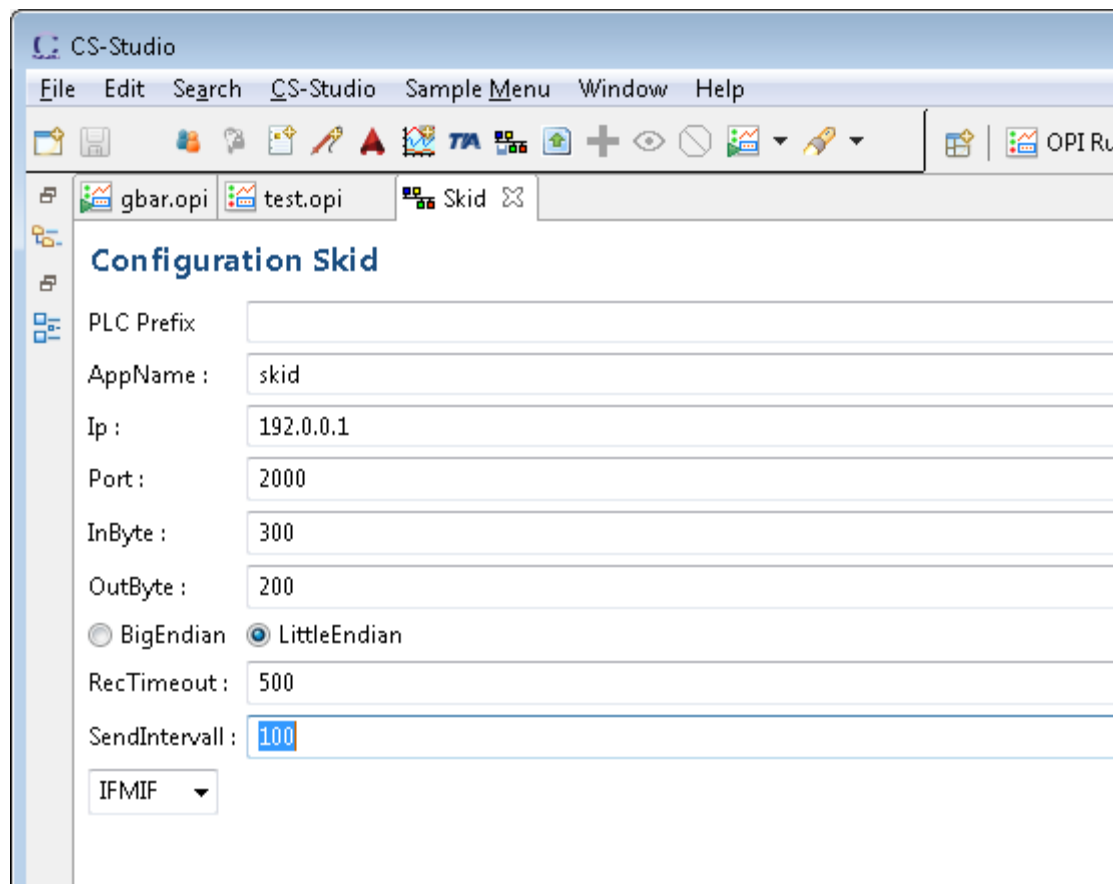 CS-Studio
File Edit Search CS-Studio Sample Menu Window Help
TIA OPI Ru
gbar.opi test.opi Skid
Configuration Skid
PLC Prefix
AppName : skid
Ip : 192.0.0.1
Port : 2000
InByte : 300
OutByte : 200
BigEndian LittleEndian
RecTimeout : 500
SendIntervall : 100
IFMIF